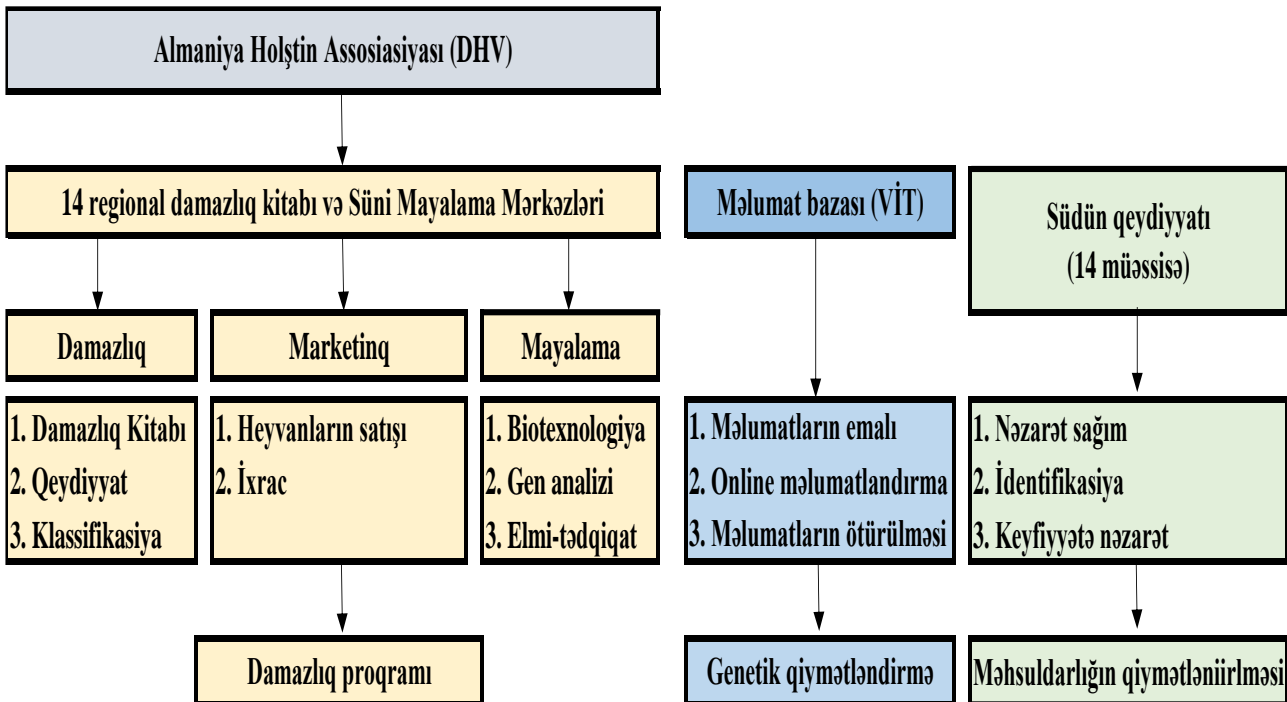 Almaniya Holştin Assosiasiyası (DHV)
14 regional damazlıq kitabı və Süni Mayalama Mərkəzləri
Məlumat bazası (VİT)
Südün qeydiyyatı
(14 müəssisə)
Damazlıq
Marketinq
Mayalama
1. Damazlıq Kitabı
2. Qeydiyyat
3. Klassifikasiya
1. Heyvanların satışı
2. İxrac
1. Biotexnologiya
2. Gen analizi
3. Elmi-tədqiqat
1. Məlumatların emalı
2. Online məlumatlandırma
3. Məlumatların ötürülməsi
1. Nəzarət sağım
2. İdentifikasiya
3. Keyfiyyətə nəzarət
Damazlıq proqramı
Genetik qiymətləndirmə
Məhsuldarlığın qiymətləniirlməsi